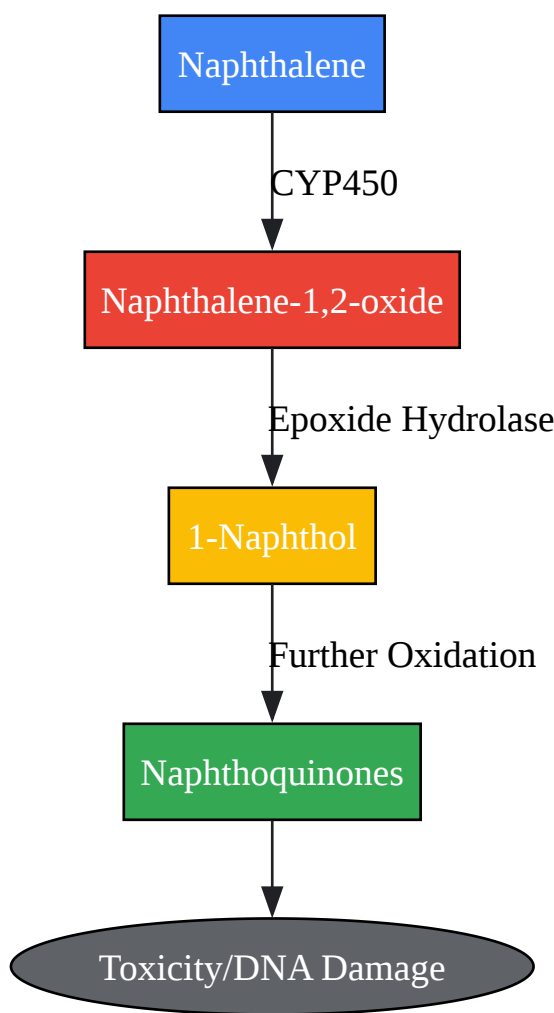 Naphthalene
CYP450
Naphthalene-1,2-oxide
Epoxide Hydrolase
1-Naphthol
Further Oxidation
Naphthoquinones
Toxicity/DNA Damage